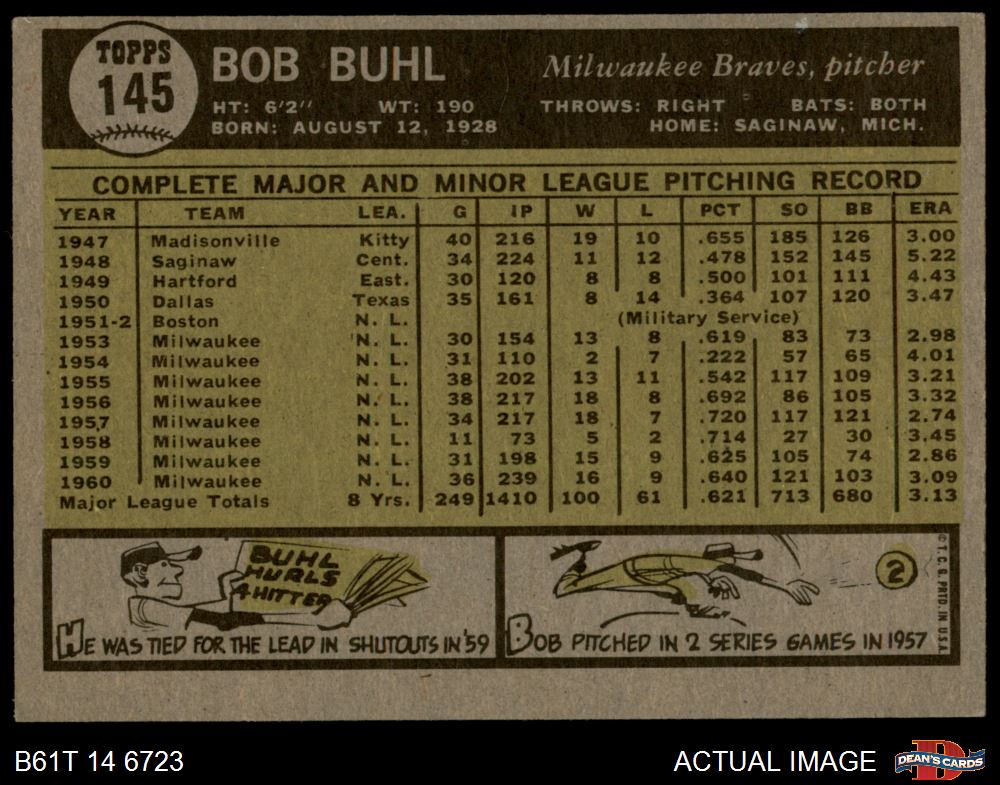 TOPPS
145
BOB BUHL
Milwaukee Braves, pitcher
HT: 6'2" WT: 190 THROWS: RIGHT BATS: BOTH
BORN: AUGUST 12, 1928 HOME: SAGINAW, MICH.
COMPLETE MAJOR AND MINOR LEAGUE PITCHING RECORD
YEAR TEAM LEA. G IP W L PCT SO BB ERA
1947 Madisonville Kitty 40 216 19 10 .655 185 126 3.00
1948 Saginaw Cent. 34 224 11 12 .478 152 145 5.22
1949 Hartford East. 30 120 8 8 .500 101 111 4.43
1950 Dallas Texas 35 161 8 14 .364 107 120 3.47
1951-2 Boston N. L. (Military Service)
1953 Milwaukee N. L. 30 154 13 8 .619 83 73 2.98
1954 Milwaukee N. L. 31 110 2 7 .222 57 65 4.01
1955 Milwaukee N. L. 38 202 13 11 .542 117 109 3.21
1956 Milwaukee N. L. 38 217 18 8 .692 86 105 3.32
1957 Milwaukee N. L. 34 217 18 7 .720 117 121 2.74
1958 Milwaukee N. L. 11 73 5 2 .714 27 30 3.45
1959 Milwaukee N. L. 31 198 15 9 .625 105 74 2.86
1960 Milwaukee N. L. 36 239 16 9 .640 121 103 3.09
Major League Totals 8 Yrs. 249 1410 100 61 .621 713 680 3.13
BUHL
HURLS
4 HITTER
HE WAS TIED FOR THE LEAD IN SHUTOUTS IN '59
2
BOB PITCHED IN 2 SERIES GAMES IN 1957
© T. C. G. PRTD. IN U.S.A.
B61T 14 6723
ACTUAL IMAGE
DEAN'S CARDS